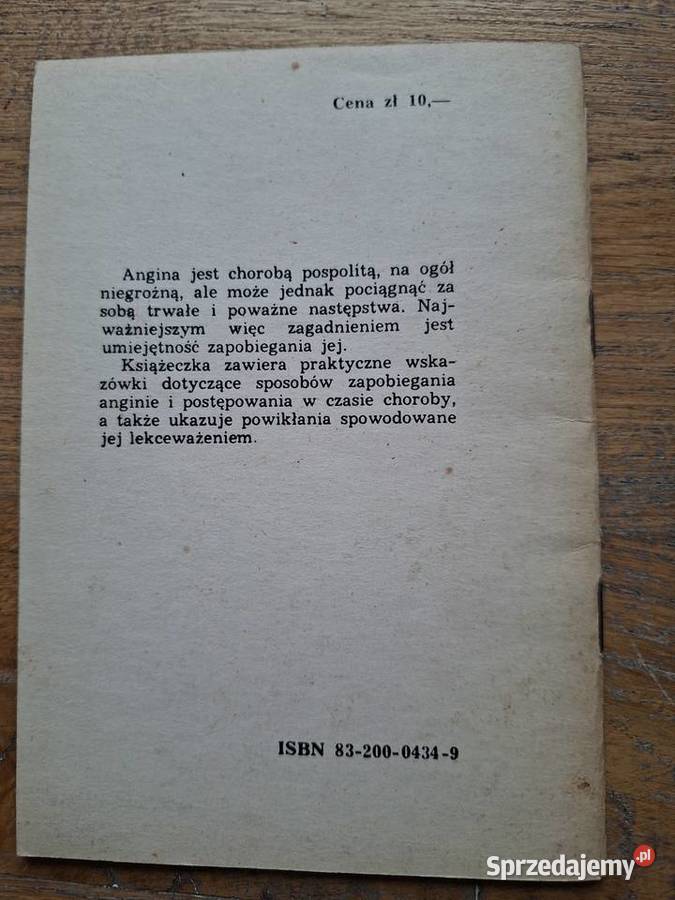 Cena zł 10,—
Angina jest chorobą pospolitą, na ogół
niegroźną, ale może jednak pociągnąć za
sobą trwałe i poważne następstwa. Naj-
ważniejszym więc zagadnieniem jest
umiejętność zapobiegania jej.
Książeczka zawiera praktyczne wska-
zówki dotyczące sposobów zapobiegania
anginie i postępowania w czasie choroby,
a także ukazuje powikłania spowodowane
jej lekceważeniem.
ISBN 83-200-0434-9
Sprzedajemy.pl